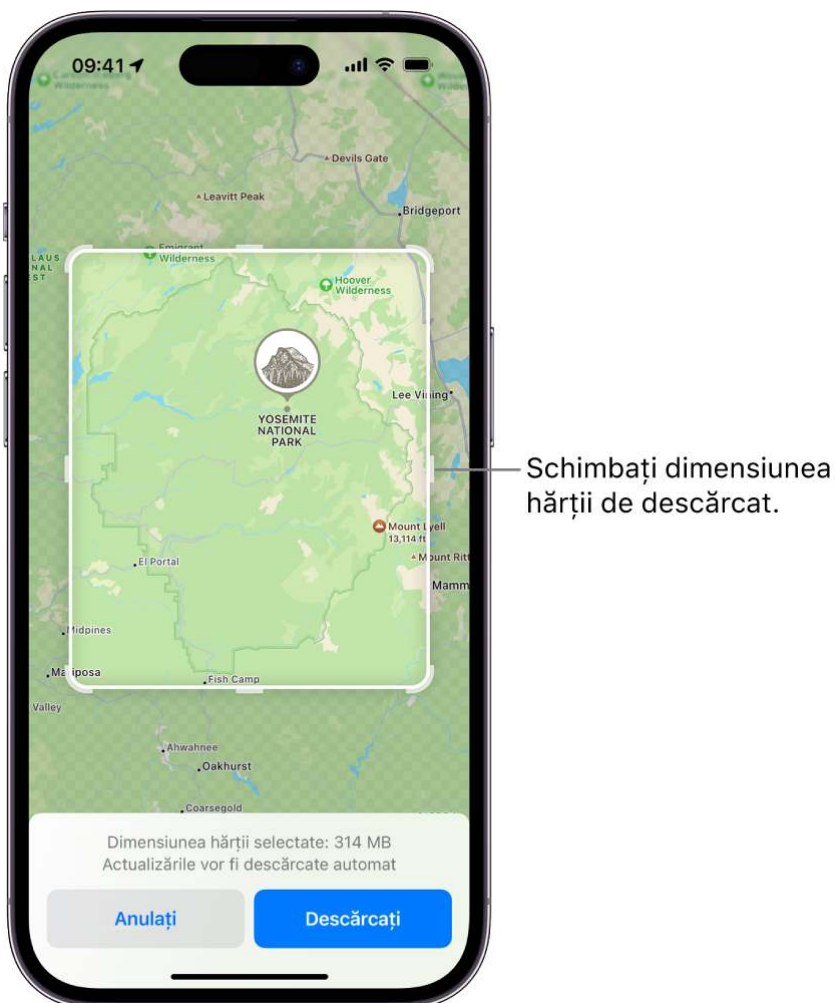 09:41
Wilderness
Devils Gate
Leavitt Peak
Bridgeport
Emigrant
Wilderness
Hoover
Wilderness
YOSEMITE
NATIONAL
PARK
Lee Vining
Schimbați dimensiunea
hărții de descărcat.
Mount Lyell
13,114 ft
El Portal
Mount Ritt
Mamm
Midpines
Mariposa
Fish Camp
Valley
Ahwahnee
Oakhurst
Coarsegold
Dimensiunea hărții selectate: 314 MB
Actualizările vor fi descărcate automat
Anulați
Descărcați